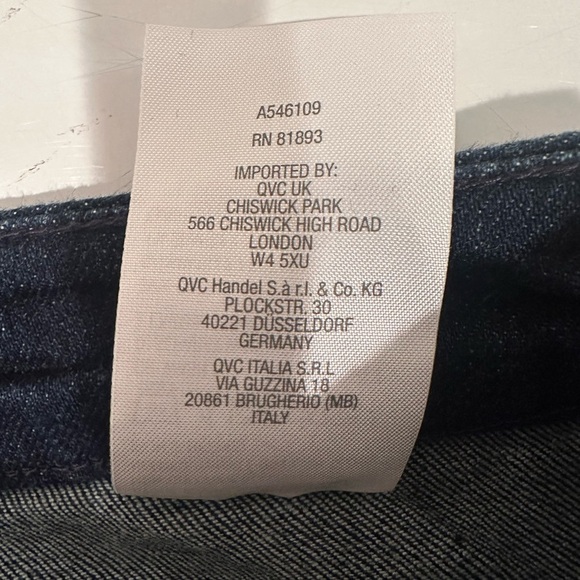 A546109
RN 81893
IMPORTED BY:
QVC UK
CHISWICK PARK
566 CHISWICK HIGH ROAD
LONDON
W4 5XU
QVC Handel S.à r.l. & Co. KG
PLOCKSTR. 30
40221 DÜSSELDORF
GERMANY
QVC ITALIA S.R.L
VIA GUZZINA 18
20861 BRUGHERIO (MB)
ITALY